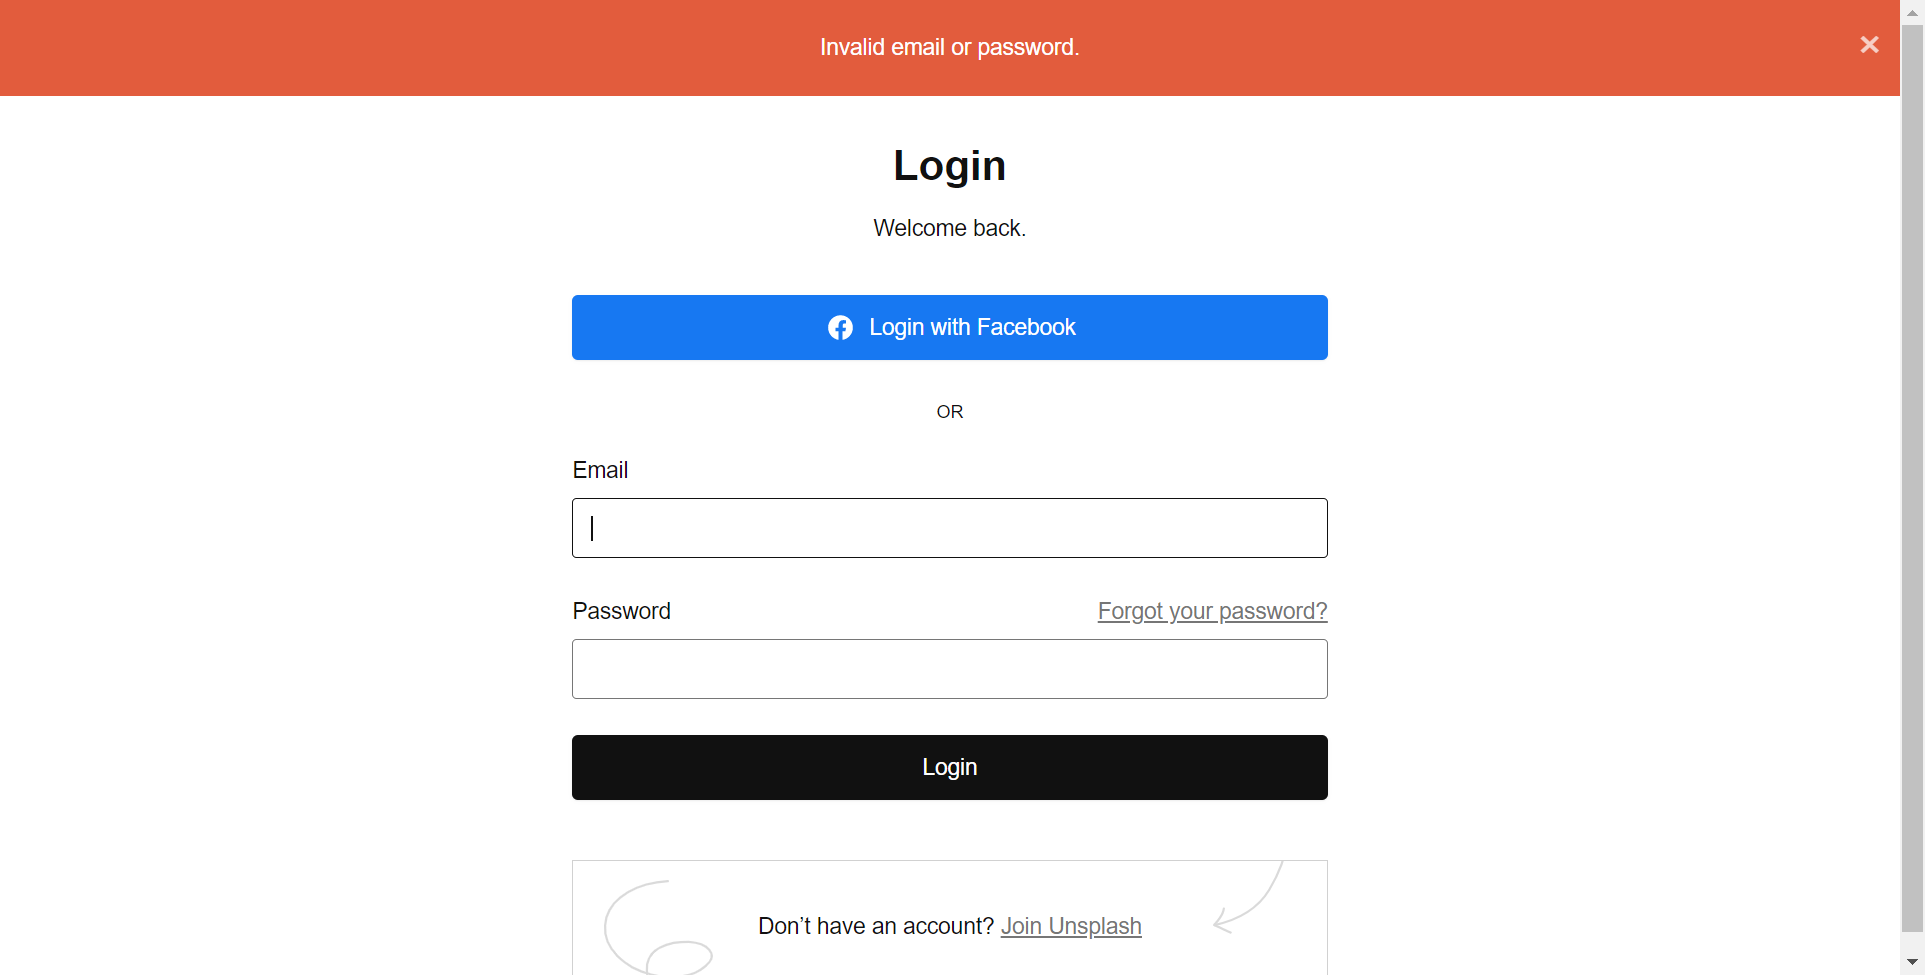 Invalid email or password.
Login
Welcome back.
Login with Facebook
OR
Email
Password
Forgot your password?
Login
Don’t have an account? Join Unsplash